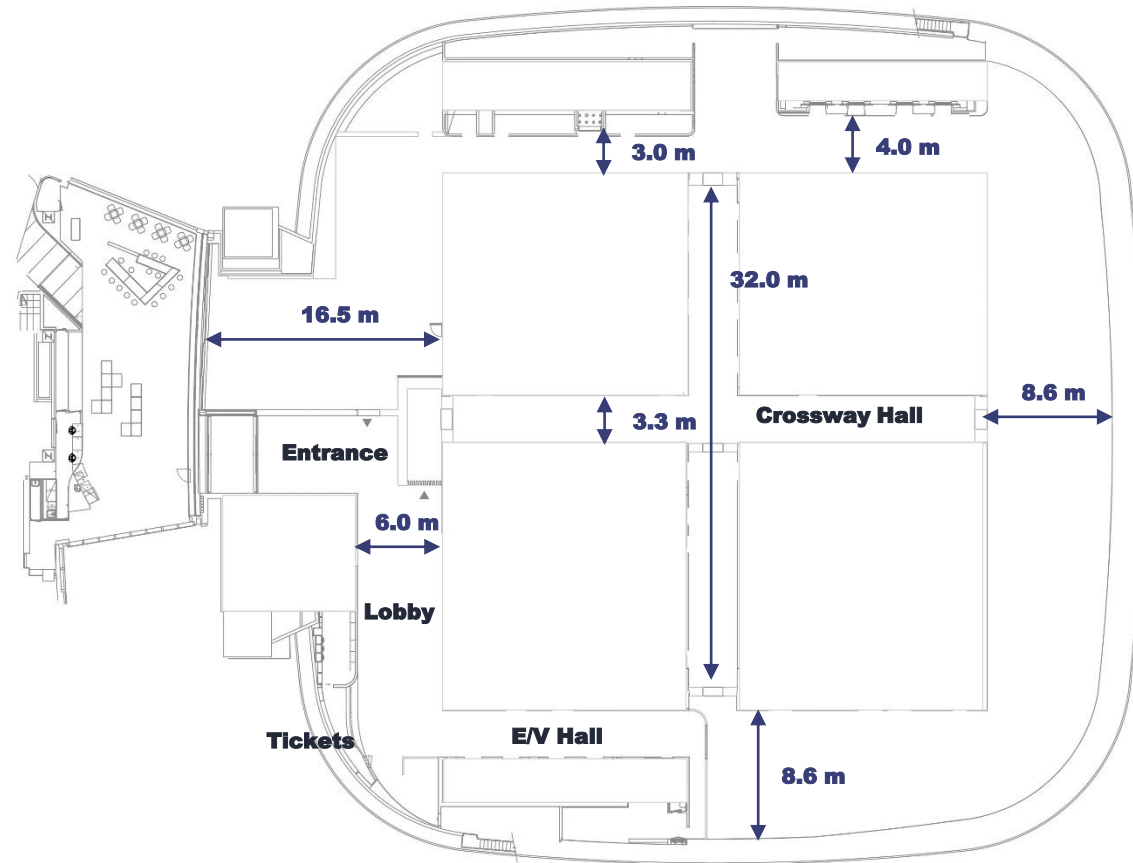 3.0 m
4.0 m
32.0 m
16.5 m
8.6 m
3.3 m
Crossway Hall
Entrance
6.0 m
Lobby
Tickets
E/V Hall
8.6 m